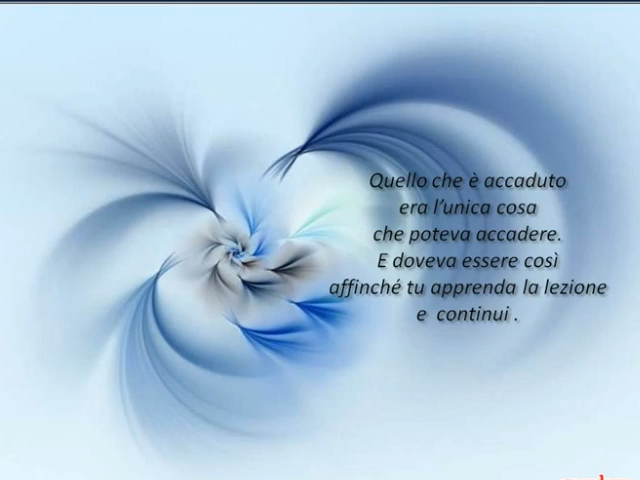 Quello che è accaduto
era l'unica cosa
che poteva accadere.
E doveva essere così
affinché tu apprenda la lezione
e continui .